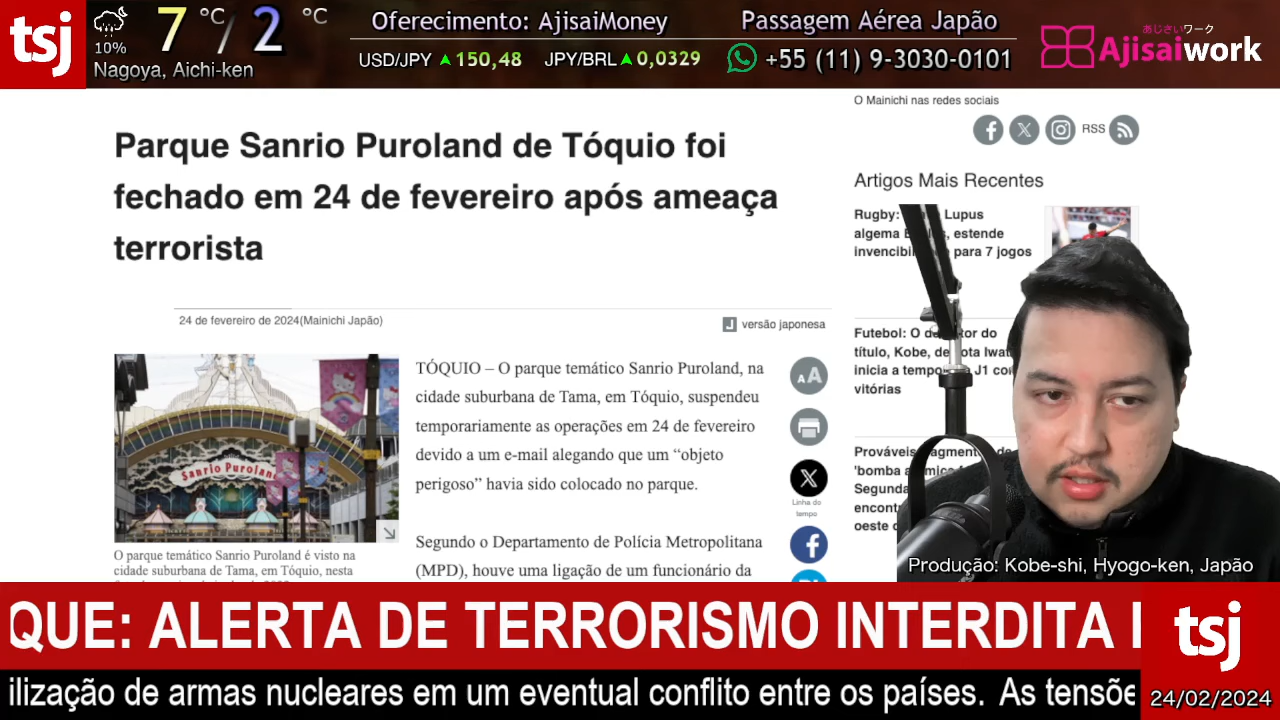 tsj
10%
7 °C / 2 °C
Nagoya, Aichi-ken
Oferecimento: AjisaiMoney
USD/JPY ▲ 150,48 JPY/BRL ▲ 0,0329
Passagem Aérea Japão
+55 (11) 9-3030-0101
あじさいワーク
Ajisaiwork
Parque Sanrio Puroland de Tóquio foi
fechado em 24 de fevereiro após ameaça
terrorista
24 de fevereiro de 2024(Mainichi Japão)
J versão japonesa
Sanrio Puroland
O parque temático Sanrio Puroland é visto na
cidade suburbana de Tama, em Tóquio, nesta
TÓQUIO – O parque temático Sanrio Puroland, na
cidade suburbana de Tama, em Tóquio, suspendeu
temporariamente as operações em 24 de fevereiro
devido a um e-mail alegando que um “objeto
perigoso” havia sido colocado no parque.
Segundo o Departamento de Polícia Metropolitana
(MPD), houve uma ligação de um funcionário da
AA
Linha do
tempo
O Mainichi nas redes sociais
RSS
Artigos Mais Recentes
Rugby: Lupus
algema , estende
para 7 jogos
Futebol: O
título, Kobe,
inicia a J1
vitórias
Prováveis
'bomba
Segunda
oeste
Produção: Kobe-shi, Hyogo-ken, Japão
QUE: ALERTA DE TERRORISMO INTERDITA
tsj
ilização de armas nucleares em um eventual conflito entre os países. As tensõe
24/02/2024